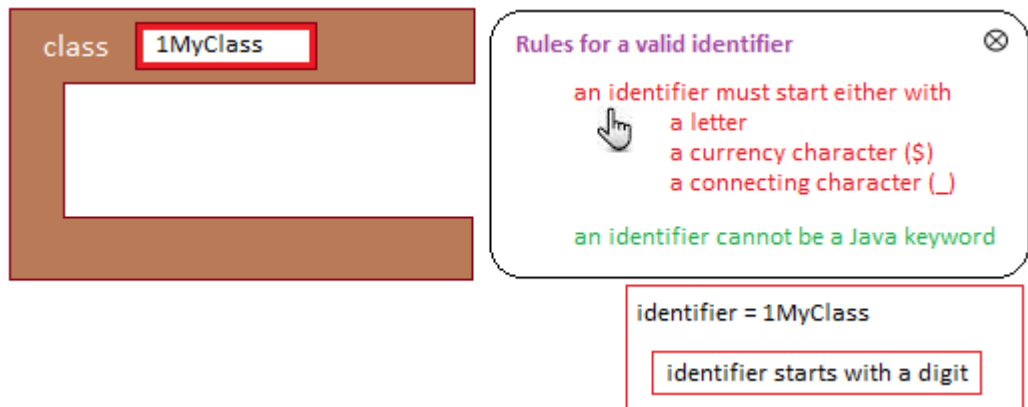 class 1MyClass
Rules for a valid identifier
an identifier must start either with
a letter
a currency character ($)
a connecting character (_)
an identifier cannot be a Java keyword
identifier = 1MyClass
identifier starts with a digit